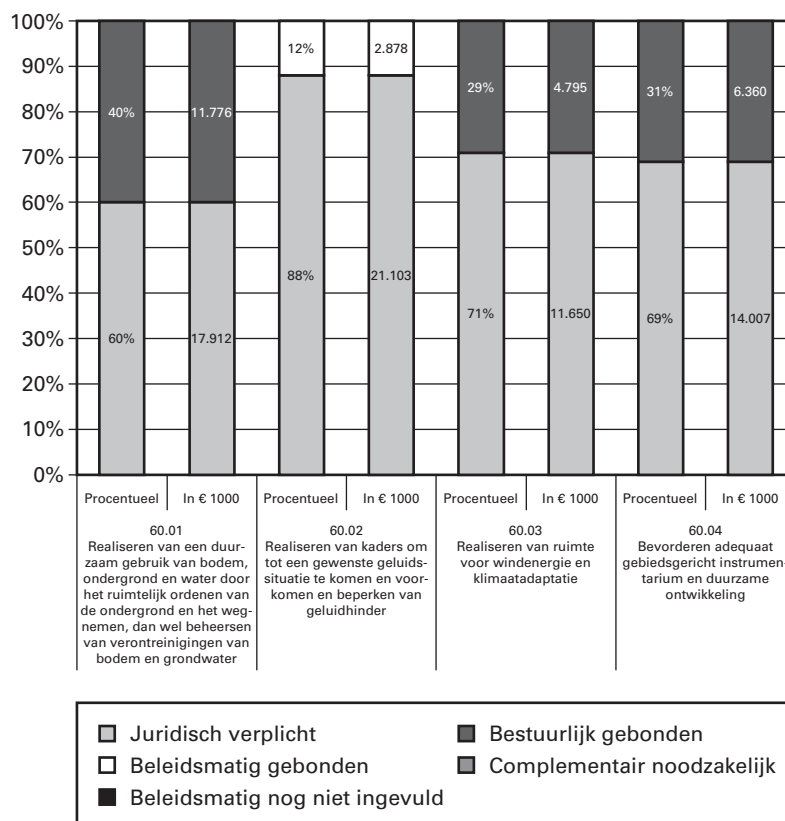 100%
90%
80%
70%
60%
50%
40%
30%
20%
10%
0%
40%
11.776
12%
2.878
29%
4.795
31%
6.360
60%
17.912
88%
21.103
71%
11.650
69%
14.007
Procentueel In € 1000 Procentueel In € 1000 Procentueel In € 1000 Procentueel In € 1000
60.01
Realiseren van een duur-
zaam gebruik van bodem,
ondergrond en water door
het ruimtelijk ordenen van
de ondergrond en het weg-
nemen, dan wel beheersen
van verontreinigingen van
bodem en grondwater
60.02
Realiseren van kaders om
tot een gewenste geluids-
situatie te komen en voor-
komen en beperken van
geluidhinder
60.03
Realiseren van ruimte
voor windenergie en
klimaatadaptatie
60.04
Bevorderen adequaat
gebiedsgericht instrumen-
tarium en duurzame
ontwikkeling
Juridisch verplicht
Bestuurlijk gebonden
Beleidsmatig gebonden
Complementair noodzakelijk
Beleidsmatig nog niet ingevuld